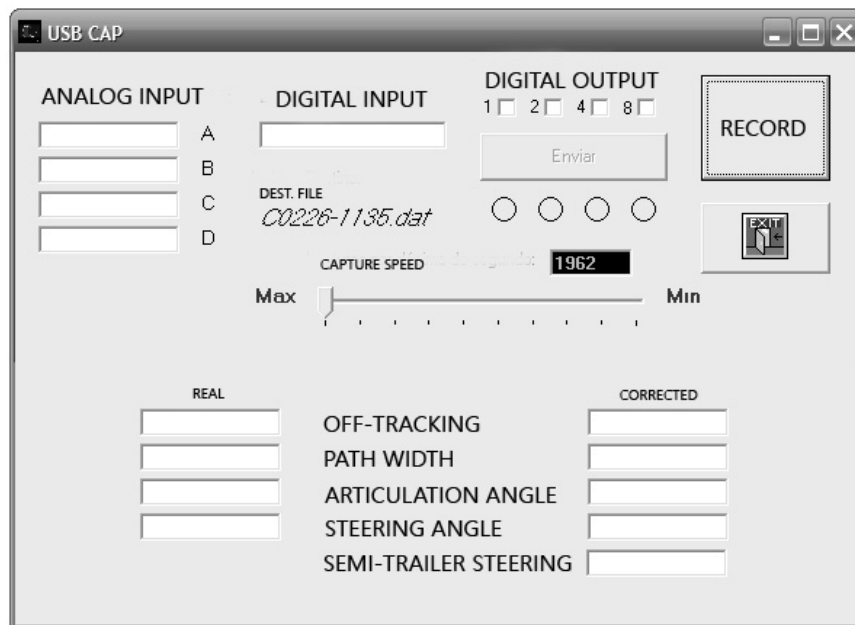 USB CAP
ANALOG INPUT
A
B
C
D
DIGITAL INPUT
DIGITAL OUTPUT
1 2 4 8
Enviar
RECORD
DEST. FILE
C0226-1135.dat
EXIT
CAPTURE SPEED
1962
Max
Min
REAL
CORRECTED
OFF-TRACKING
PATH WIDTH
ARTICULATION ANGLE
STEERING ANGLE
SEMI-TRAILER STEERING